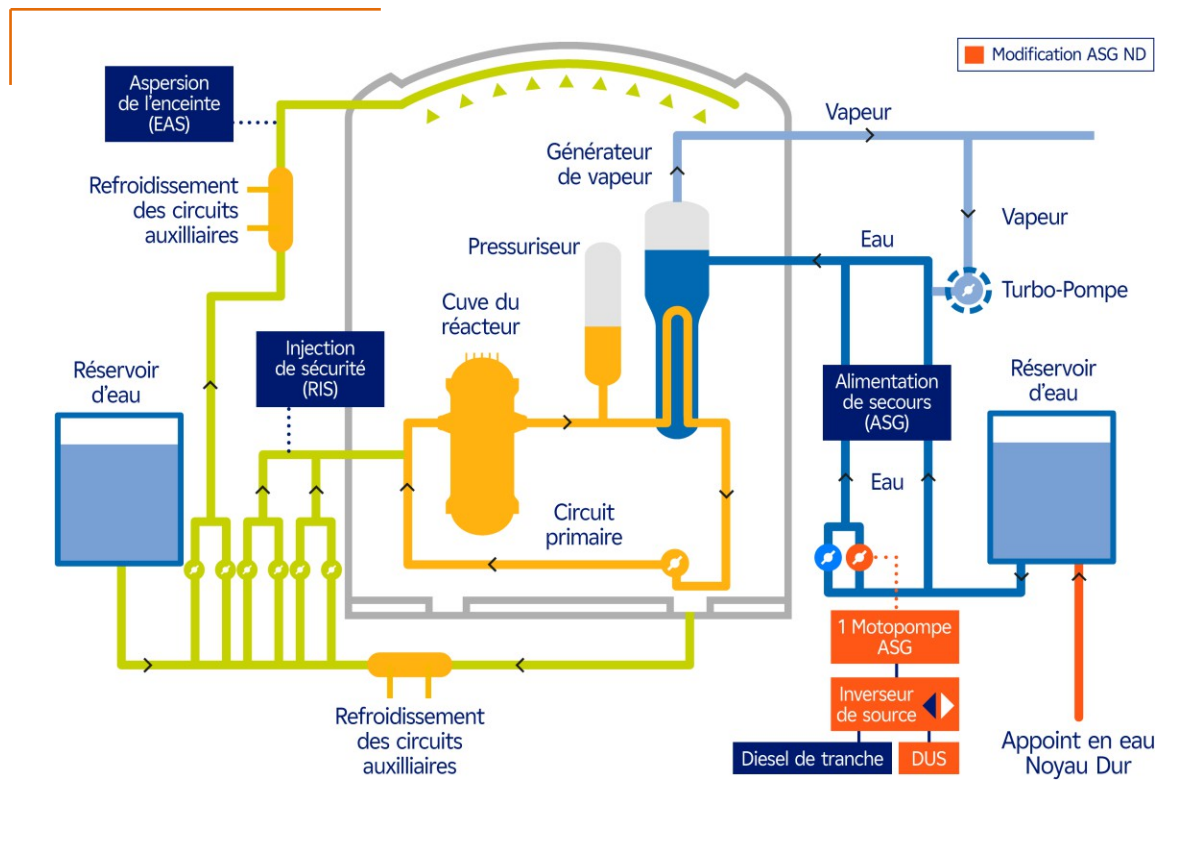 Modification ASG ND
Aspersion
de l'enceinte
(EAS)
Vapeur
Générateur
de vapeur
Refroidissement
des circuits
auxilliaires
Vapeur
Pressuriseur
Eau
Turbo-Pompe
Cuve du
réacteur
Injection
de sécurité
(RIS)
Réservoir
d'eau
Alimentation
de secours
(ASG)
Réservoir
d'eau
Eau
Circuit
primaire
1 Motopompe
ASG
Inverseur
de source
Refroidissement
des circuits
auxilliaires
Diesel de tranche
DUS
Appoint en eau
Noyau Dur